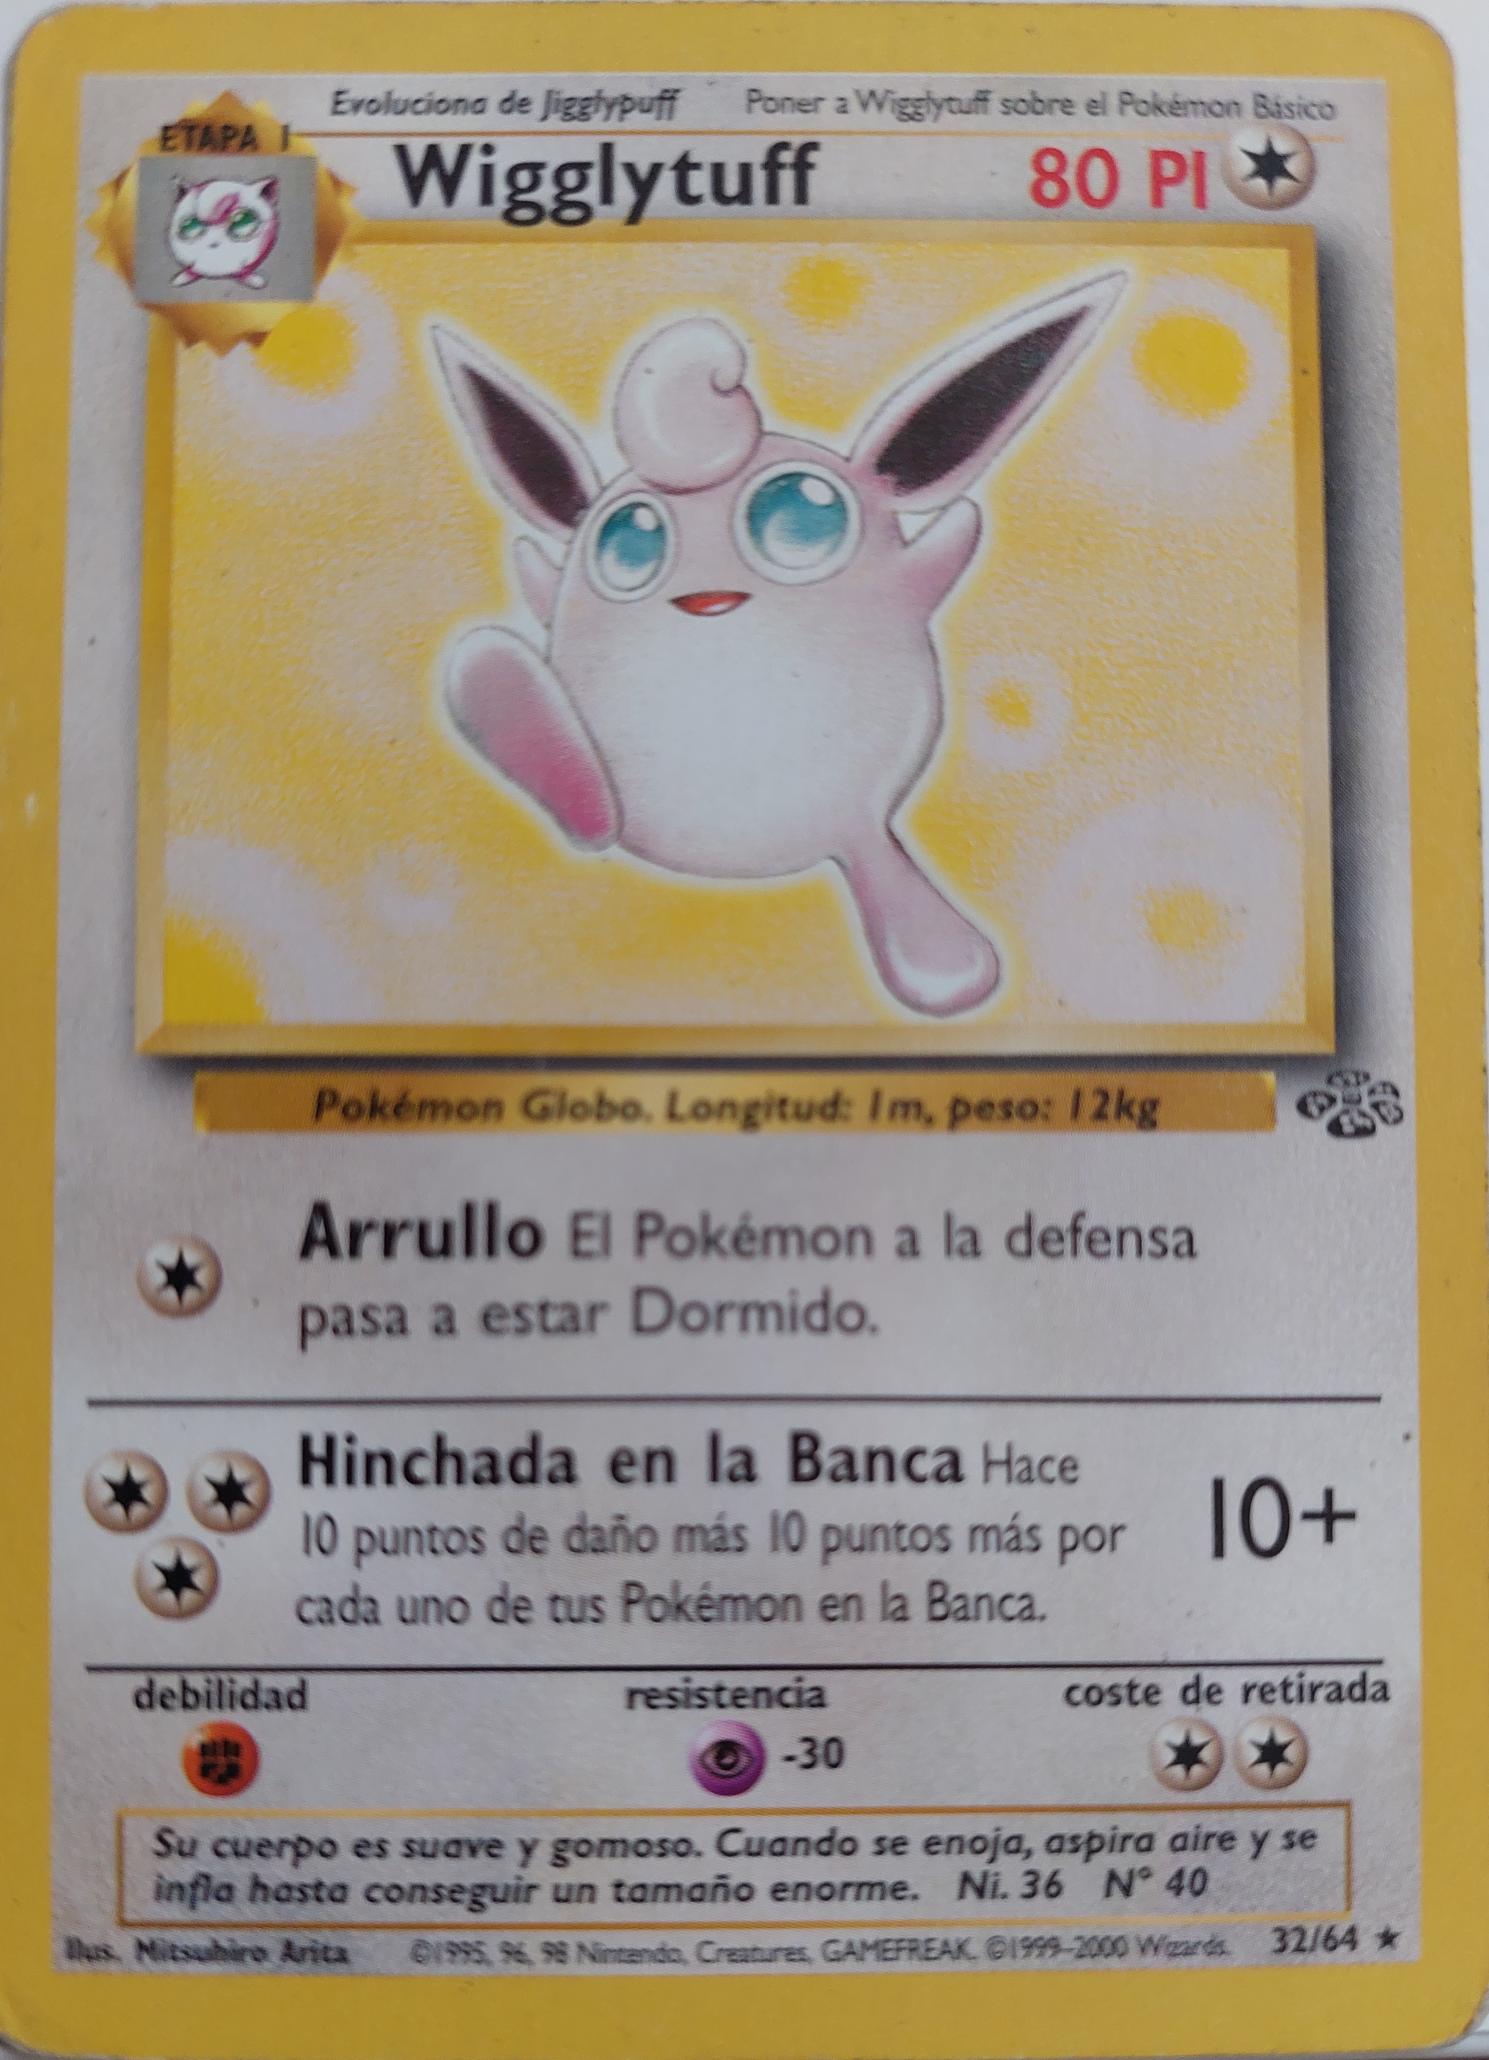 Evoluciona de Jigglypuff Poner a Wigglytuff sobre el Pokémon Básico
ETAPA 1
Wigglytuff 80 PI
Pokémon Globo. Longitud: 1m, peso: 12kg
Arrullo El Pokémon a la defensa
pasa a estar Dormido.
Hinchada en la Banca Hace
10 puntos de daño más 10 puntos más por
cada uno de tus Pokémon en la Banca.
10+
debilidad resistencia coste de retirada
-30
Su cuerpo es suave y gomoso. Cuando se enoja, aspira aire y se
infla hasta conseguir un tamaño enorme. Ni. 36 N° 40
Ilus. Mitsuhiro Arita ©1995, 96, 98 Nintendo, Creatures, GAMEFREAK. ©1999-2000 Wizards. 32/64 ★